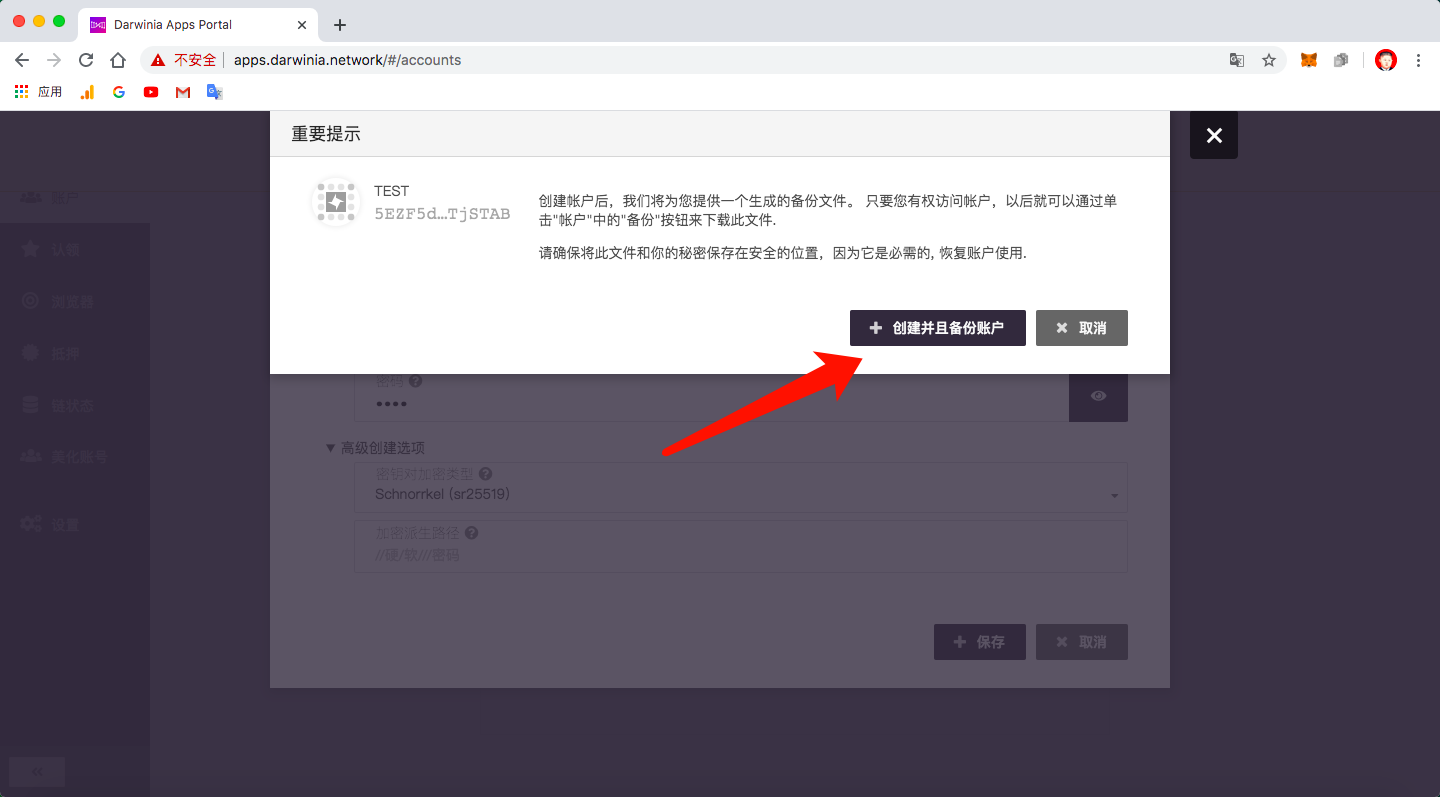 Darwinia Apps Portal
不安全 apps.darwinia.network/#/accounts
应用
重要提示
TEST
5EZF5d…TjSTAB
创建帐户后，我们将为您提供一个生成的备份文件。 只要您有权访问帐户，以后就可以通过单
击"帐户"中的"备份"按钮来下载此文件.
请确保将此文件和你的秘密保存在安全的位置，因为它是必需的, 恢复账户使用.
创建并且备份账户
取消
账户
认领
浏览器
抵押
链状态
美化账号
设置
密码
••••
高级创建选项
密钥对加密类型
Schnorrkel (sr25519)
加密派生路径
//硬/软///密码
保存
取消